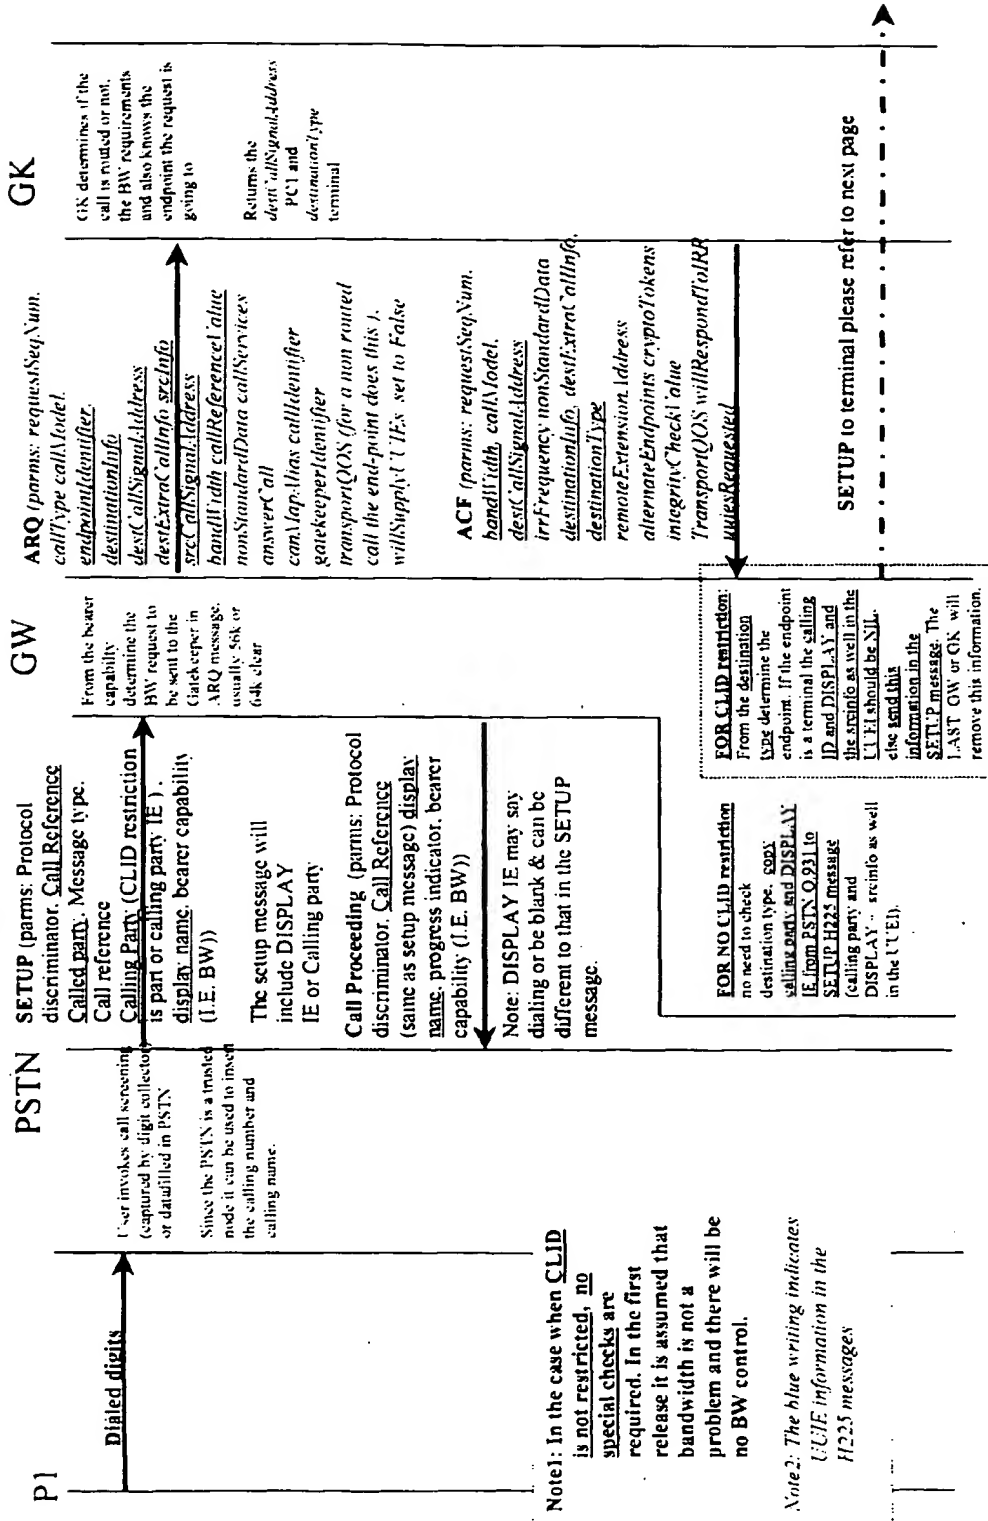 P1
PSTN
GW
GK
Dialed digits
User invokes call screening
(captured by digit collector
or datafilled in PSTN
Since the PSTN is a trusted
node it can be used to insert
the calling number and
calling name.
SETUP (parms: Protocol
discriminator, Call Reference
Called party, Message type,
Call reference
Calling Party (CLID restriction
is part or calling party IE ),
display name, bearer capability
(I.E. BW))
The setup message will
include DISPLAY
IE or Calling party
Call Proceeding (parms: Protocol
discriminator, Call Reference
(same as setup message) display
name, progress indicator, bearer
capability (I.E. BW))
Note: DISPLAY IE may say
dialing or be blank & can be
different to that in the SETUP
message.
From the bearer
capability
determine the
BW request to
be sent to the
Gatekeeper in
ARQ message,
usually 56k or
64k clear
ARQ (parms: requestSeqNum,
callType callModel,
endpointIdentifier,
destinationInfo
destCallSignalAddress
destExtraCallInfo srcInfo
srcCallSignalAddress
bandWidth callReferenceValue
nonStandardData callServices
answerCall
canMapAlias callIdentifier
gatekeeperIdentifier
transportQOS (for a non routed
call the end-point does this ).
willSupplyUUIEs set to False
GK determines if the
call is routed or not,
the BW requirements
and also knows the
endpoint the request is
going to
Returns the
destCallSignalAddress
PC1 and
destinationType
terminal
ACF (parms: requestSeqNum,
bandWidth, callModel,
destCallSignalAddress
irrFrequency nonStandardData
destinationInfo, destExtraCallInfo,
destinationType
remoteExtensionAddress
alternateEndpoints cryptoTokens
integrityCheckValue
TransportQOS willRespondToIRR
uuiesRequested
FOR NO CLID restriction
no need to check
destination type, copy
calling party and DISPLAY
IE from PSTN Q.931 to
SETUP H225 message
(calling party and
DISPLAY - srcinfo as well
in the UUEI).
FOR CLID restriction:
From the destination
type determine the
endpoint. If the endpoint
is a terminal the calling
ID and DISPLAY and
the srcinfo as well in the
UUEI should be NIL.
else send this
information in the
SETUP message. The
LAST GW or GK will
remove this information.
SETUP to terminal please refer to next page
Note1: In the case when CLID
is not restricted, no
special checks are
required. In the first
release it is assumed that
bandwidth is not a
problem and there will be
no BW control.
Note2: The blue writing indicates
UUIE information in the
H225 messages